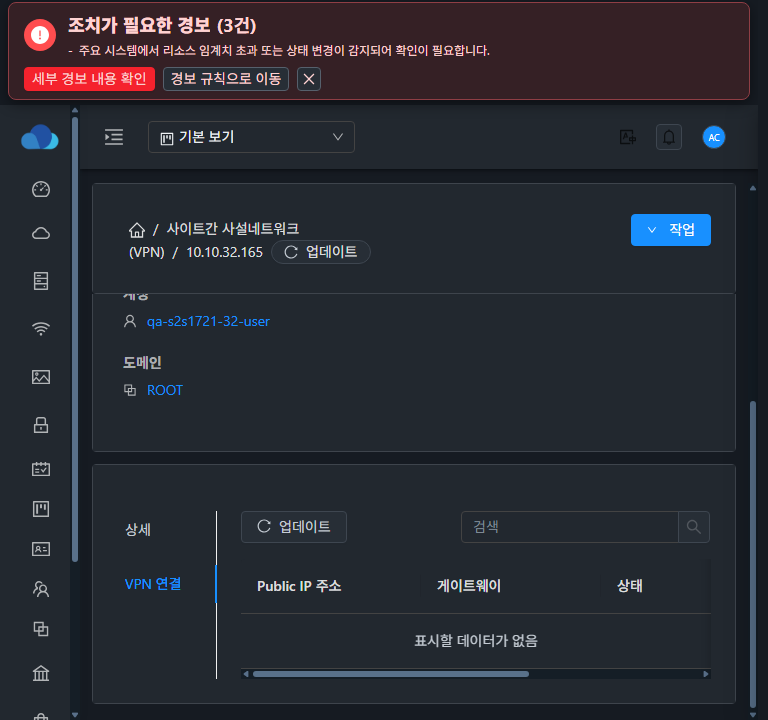 조치가 필요한 경보 (3건)
- 주요 시스템에서 리소스 임계치 초과 또는 상태 변경이 감지되어 확인이 필요합니다.
세부 경보 내용 확인 경보 규칙으로 이동
기본 보기
AC
/ 사이트간 사설네트워크
(VPN) / 10.10.32.165 업데이트
작업
계정
qa-s2s1721-32-user
도메인
ROOT
상세
VPN 연결
업데이트
검색
Public IP 주소 게이트웨이 상태
표시할 데이터가 없음